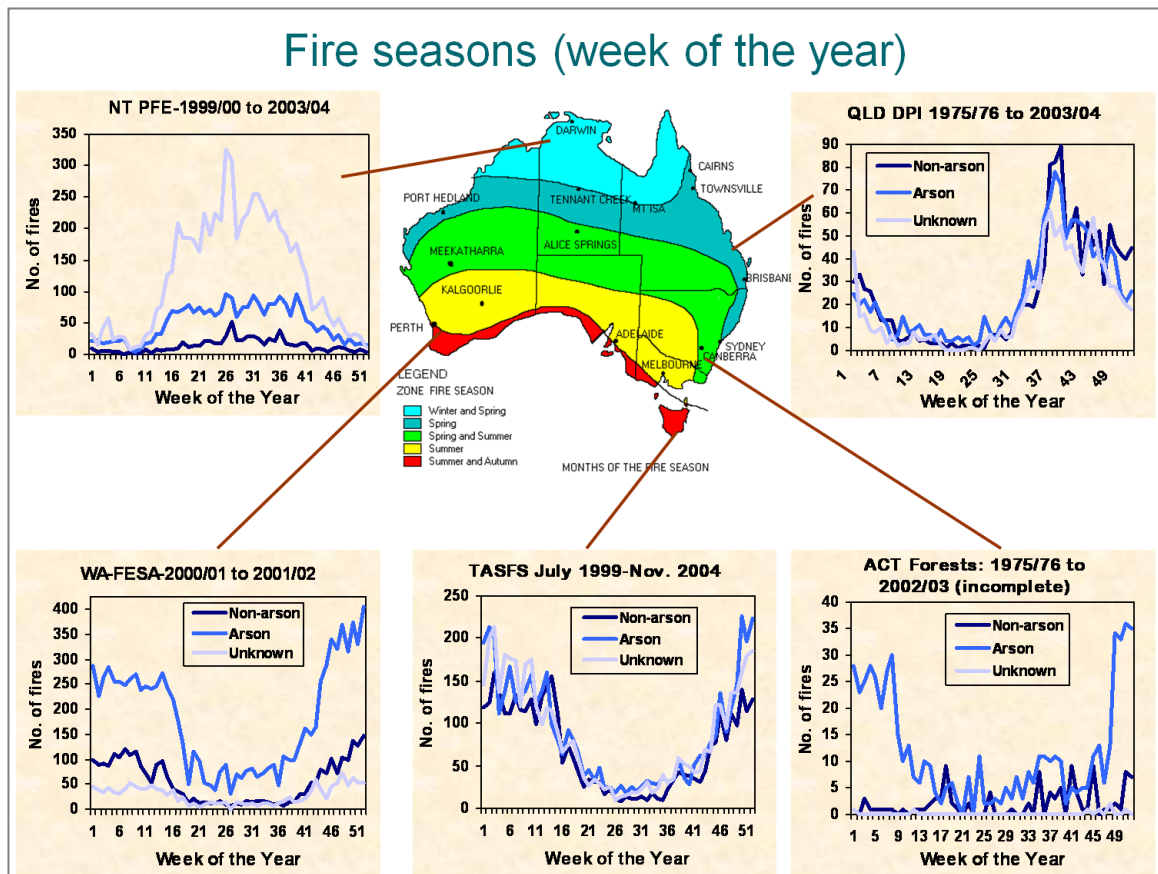 Fire seasons (week of the year)
NT PFE-1999/00 to 2003/04
No. of fires
350
300
250
200
150
100
50
0
1 6 11 16 21 26 31 36 41 46 51
Week of the Year
DARWIN
CAIRNS
TOWNSVILLE
PORT HEDLAND
TENNANT CREEK
MT ISA
ALICE SPRINGS
MEEKATHARRA
BRISBANE
KALGOORLIE
PERTH
ADELAIDE
SYDNEY
CANBERRA
MELBOURNE
LEGEND
ZONE FIRE SEASON
Winter and Spring
Spring
Spring and Summer
Summer
Summer and Autumn
MONTHS OF THE FIRE SEASON
QLD DPI 1975/76 to 2003/04
Non-arson
Arson
Unknown
No. of fires
90
80
70
60
50
40
30
20
10
0
1 7 13 19 25 31 37 43 49
Week of the Year
WA-FESA-2000/01 to 2001/02
Non-arson
Arson
Unknown
No. of fires
400
350
300
250
200
150
100
50
0
1 6 11 16 21 26 31 36 41 46 51
Week of the Year
TASFS July 1999-Nov. 2004
Non-arson
Arson
Unknown
No. of fires
200
150
100
50
0
1 6 11 16 21 26 31 36 41 46 51
Week of the Year
ACT Forests: 1975/76 to
2002/03 (incomplete)
Non-arson
Arson
Unknown
No. of fires
40
35
30
25
20
15
10
5
0
1 5 9 13 17 21 25 29 33 37 41 45 49
Week of the Year